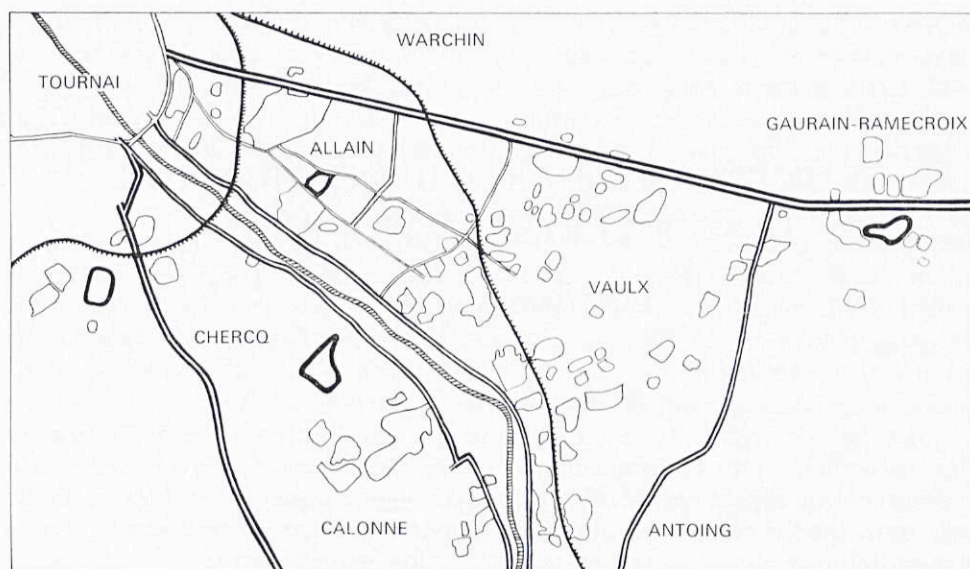 WARCHIN
TOURNAI
GAURAIN-RAMECROIX
ALLAIN
VAULX
CHERCQ
CALONNE
ANTOING